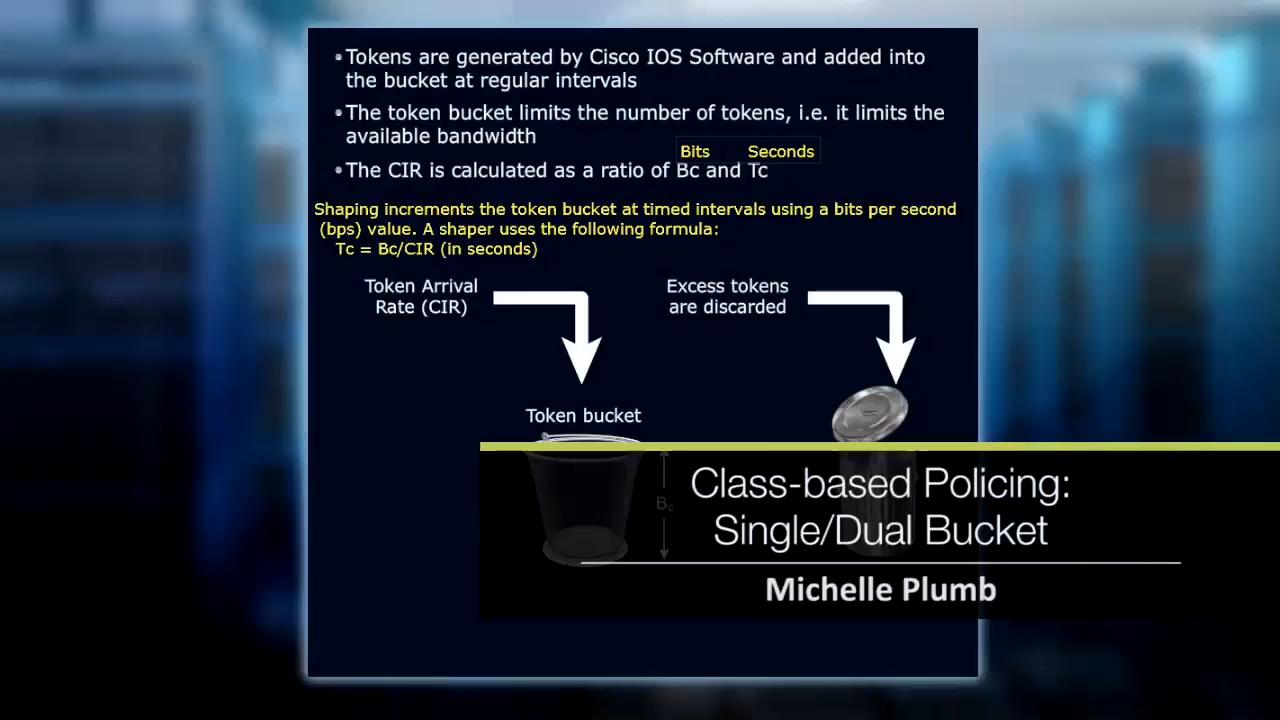 •Tokens are generated by Cisco IOS Software and added into
the bucket at regular intervals
•The token bucket limits the number of tokens, i.e. it limits the
available bandwidth
Bits Seconds
•The CIR is calculated as a ratio of Bc and Tc
Shaping increments the token bucket at timed intervals using a bits per second
(bps) value. A shaper uses the following formula:
Tc = Bc/CIR (in seconds)
Token Arrival
Rate (CIR)
Excess tokens
are discarded
Token bucket
Bc
Class-based Policing:
Single/Dual Bucket
Michelle Plumb